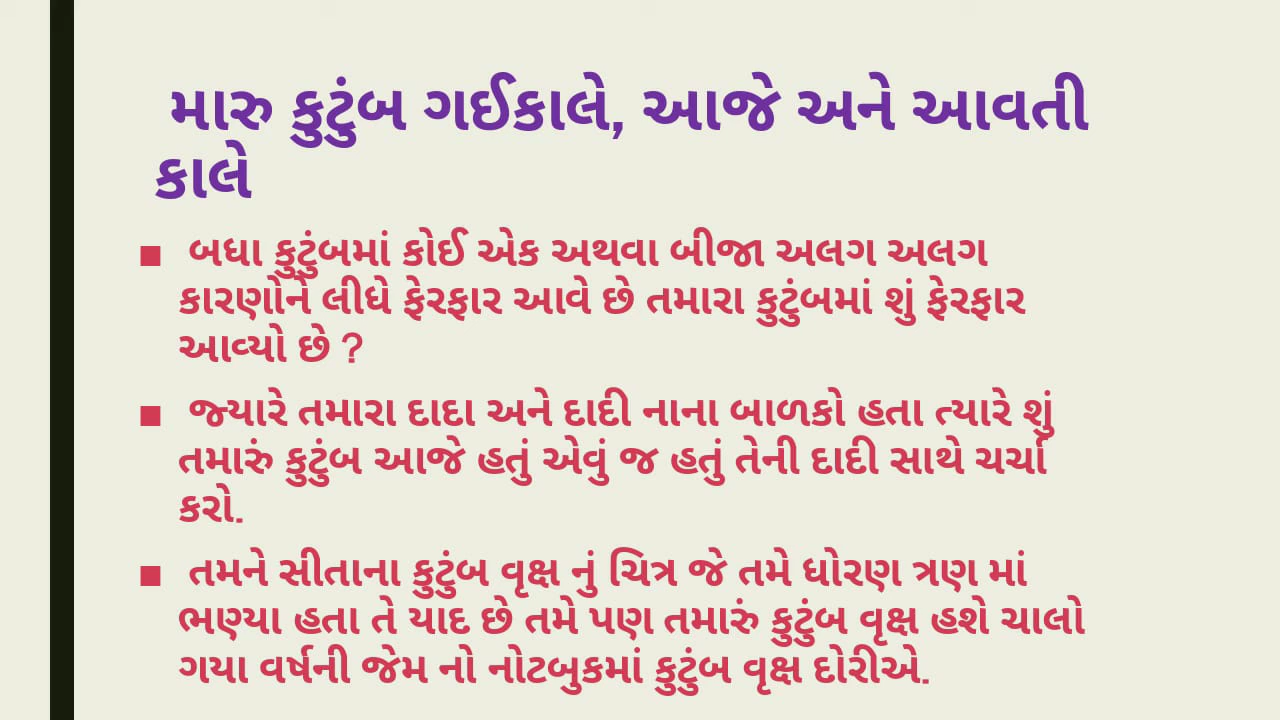 મારુ કુટુંબ ગઈકાલે, આજે અને આવતી
કાલે
■ બધા કુટુંબમાં કોઈ એક અથવા બીજા અલગ અલગ
કારણોને લીધે ફેરફાર આવે છે તમારા કુટુંબમાં શું ફેરફાર
આવ્યો છે ?
■ જ્યારે તમારા દાદા અને દાદી નાના બાળકો હતા ત્યારે શું
તમારું કુટુંબ આજે હતું એવું જ હતું તેની દાદી સાથે ચર્ચા
કરો.
■ તમને સીતાના કુટુંબ વૃક્ષ નું ચિત્ર જે તમે ધોરણ ત્રણ માં
ભણ્યા હતા તે યાદ છે તમે પણ તમારું કુટુંબ વૃક્ષ હશે ચાલો
ગયા વર્ષની જેમ નો નોટબુકમાં કુટુંબ વૃક્ષ દોરીએ.